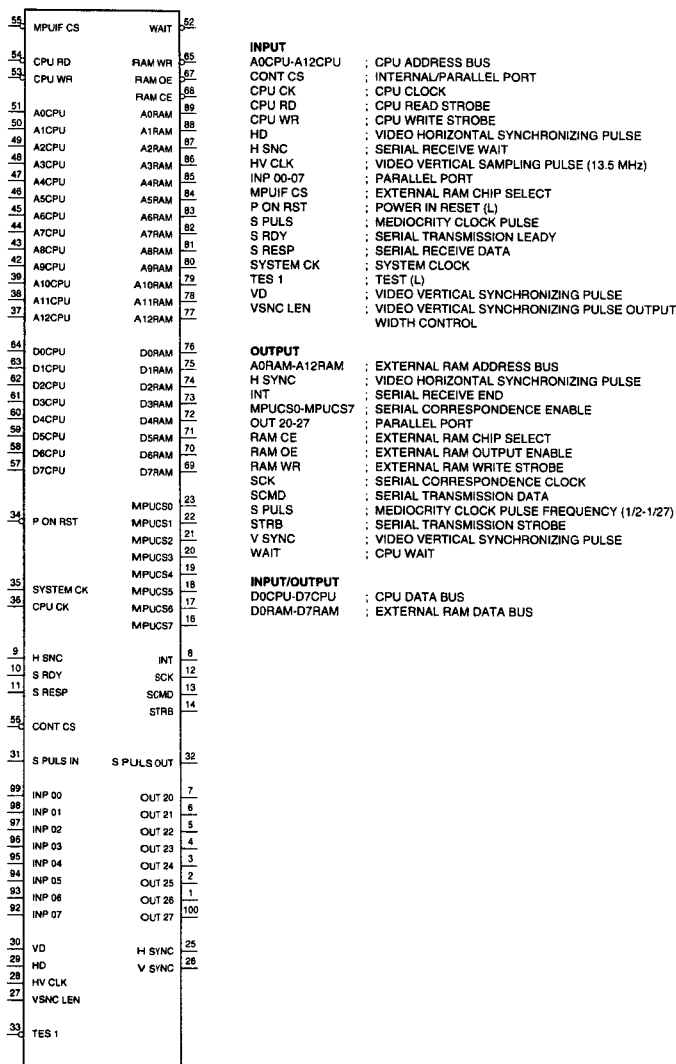 55 MPUIF CS WAIT 52
54 CPU RD RAM WR 65
53 CPU WR RAM OE 67
RAM CE 68
51 A0CPU A0RAM 89
50 A1CPU A1RAM 88
49 A2CPU A2RAM 87
48 A3CPU A3RAM 86
47 A4CPU A4RAM 85
46 A5CPU A5RAM 84
45 A6CPU A6RAM 83
44 A7CPU A7RAM 82
43 A8CPU A8RAM 81
42 A9CPU A9RAM 80
39 A10CPU A10RAM 79
38 A11CPU A11RAM 78
37 A12CPU A12RAM 77
64 D0CPU D0RAM 76
63 D1CPU D1RAM 75
62 D2CPU D2RAM 74
61 D3CPU D3RAM 73
60 D4CPU D4RAM 72
59 D5CPU D5RAM 71
58 D6CPU D6RAM 70
57 D7CPU D7RAM 69
MPUCS0 23
34 P ON RST MPUCS1 22
MPUCS2 21
MPUCS3 20
MPUCS4 19
35 SYSTEM CK MPUCS5 18
36 CPU CK MPUCS6 17
MPUCS7 16
9 H SNC INT 8
10 S RDY SCK 12
11 S RESP SCMD 13
STRB 14
56 CONT CS
31 S PULS IN S PULS OUT 32
99 INP 00 OUT 20 7
98 INP 01 OUT 21 6
97 INP 02 OUT 22 5
96 INP 03 OUT 23 4
95 INP 04 OUT 24 3
94 INP 05 OUT 25 2
93 INP 06 OUT 26 1
92 INP 07 OUT 27 100
30 VD H SYNC 25
29 HD V SYNC 26
28 HV CLK
27 VSNC LEN
33 TES 1
INPUT
A0CPU-A12CPU ; CPU ADDRESS BUS
CONT CS ; INTERNAL/PARALLEL PORT
CPU CK ; CPU CLOCK
CPU RD ; CPU READ STROBE
CPU WR ; CPU WRITE STROBE
HD ; VIDEO HORIZONTAL SYNCHRONIZING PULSE
H SNC ; SERIAL RECEIVE WAIT
HV CLK ; VIDEO VERTICAL SAMPLING PULSE (13.5 MHz)
INP 00-07 ; PARALLEL PORT
MPUIF CS ; EXTERNAL RAM CHIP SELECT
P ON RST ; POWER IN RESET (L)
S PULS ; MEDIOCRITY CLOCK PULSE
S RDY ; SERIAL TRANSMISSION LEADY
S RESP ; SERIAL RECEIVE DATA
SYSTEM CK ; SYSTEM CLOCK
TES 1 ; TEST (L)
VD ; VIDEO VERTICAL SYNCHRONIZING PULSE
VSNC LEN ; VIDEO VERTICAL SYNCHRONIZING PULSE OUTPUT
WIDTH CONTROL
OUTPUT
A0RAM-A12RAM ; EXTERNAL RAM ADDRESS BUS
H SYNC ; VIDEO HORIZONTAL SYNCHRONIZING PULSE
INT ; SERIAL RECEIVE END
MPUCS0-MPUCS7 ; SERIAL CORRESPONDENCE ENABLE
OUT 20-27 ; PARALLEL PORT
RAM CE ; EXTERNAL RAM CHIP SELECT
RAM OE ; EXTERNAL RAM OUTPUT ENABLE
RAM WR ; EXTERNAL RAM WRITE STROBE
SCK ; SERIAL CORRESPONDENCE CLOCK
SCMD ; SERIAL TRANSMISSION DATA
S PULS ; MEDIOCRITY CLOCK PULSE FREQUENCY (1/2-1/27)
STRB ; SERIAL TRANSMISSION STROBE
V SYNC ; VIDEO VERTICAL SYNCHRONIZING PULSE
WAIT ; CPU WAIT
INPUT/OUTPUT
D0CPU-D7CPU ; CPU DATA BUS
D0RAM-D7RAM ; EXTERNAL RAM DATA BUS